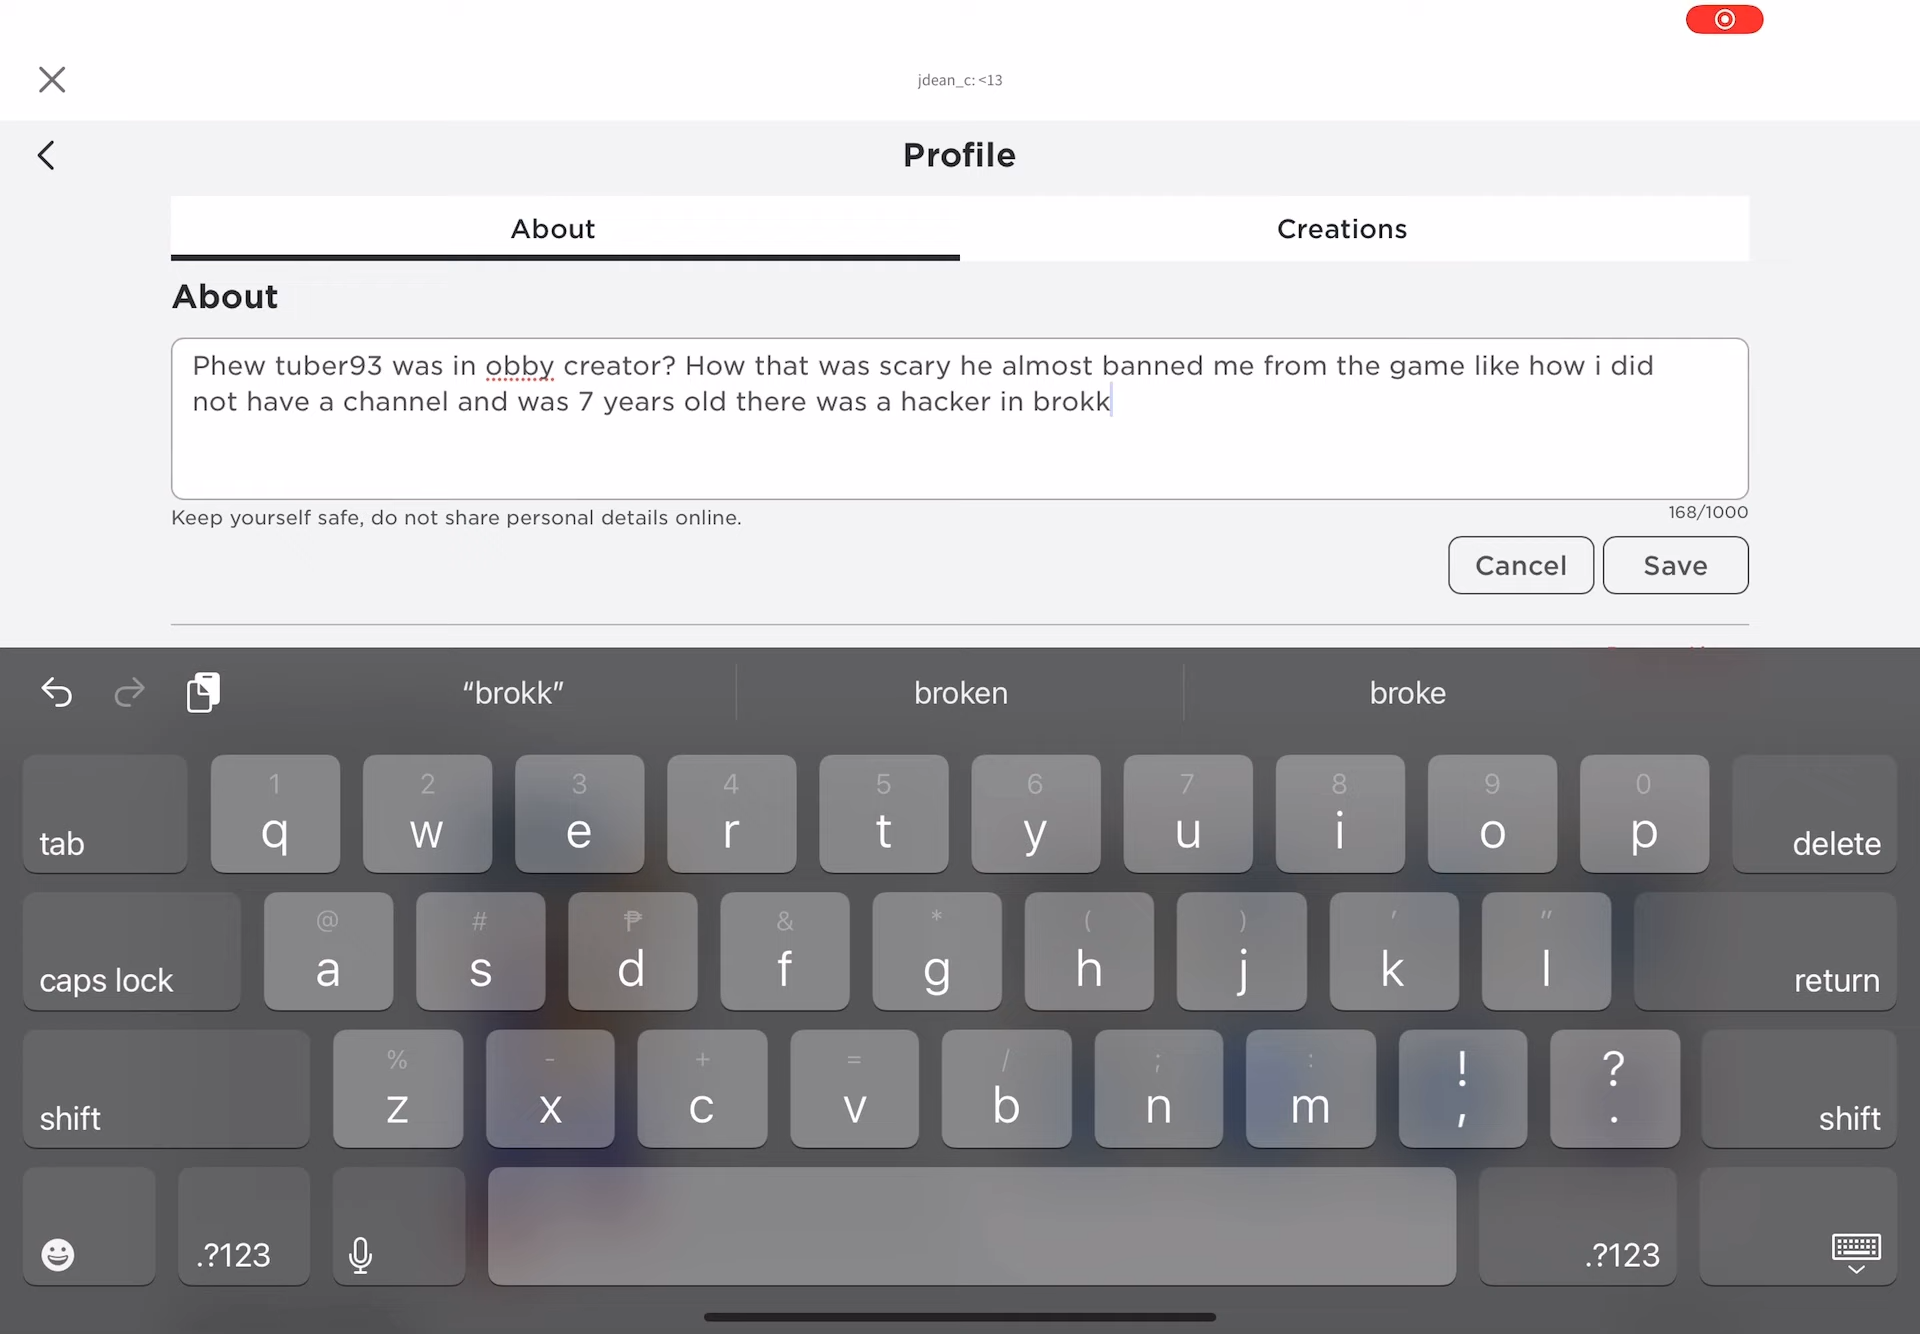 jdean_c: <13
Profile
About
Creations
About
Phew tuber93 was in obby creator? How that was scary he almost banned me from the game like how i did
not have a channel and was 7 years old there was a hacker in brokk
Keep yourself safe, do not share personal details online.
168/1000
Cancel
Save
“brokk”
broken
broke
1 2 3 4 5 6 7 8 9 0
tab q w e r t y u i o p delete
@ # ₱ & * ( ) ' "
caps lock a s d f g h j k l return
% - + = / ; : ! ?
shift z x c v b n m , . shift
.?123 .?123